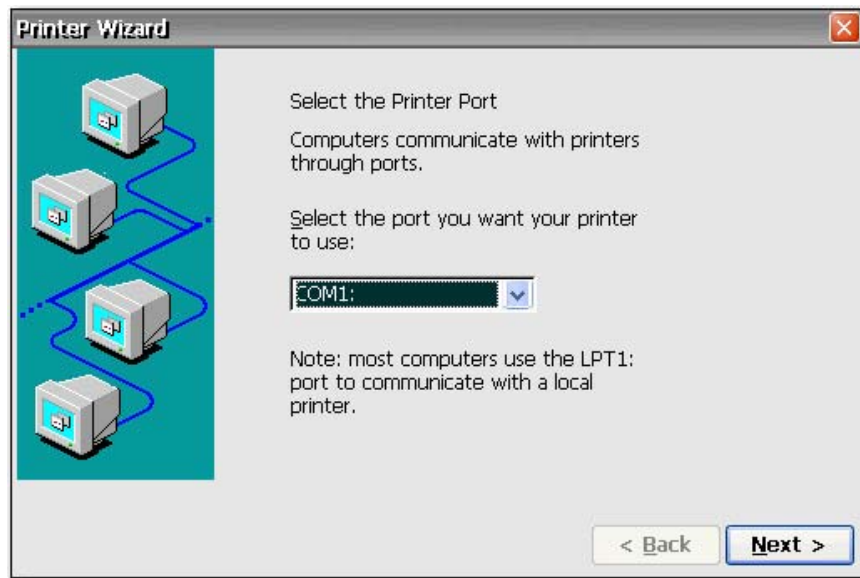 Printer Wizard
Select the Printer Port
Computers communicate with printers
through ports.
Select the port you want your printer
to use:
COM1:
Note: most computers use the LPT1:
port to communicate with a local
printer.
< Back
Next >